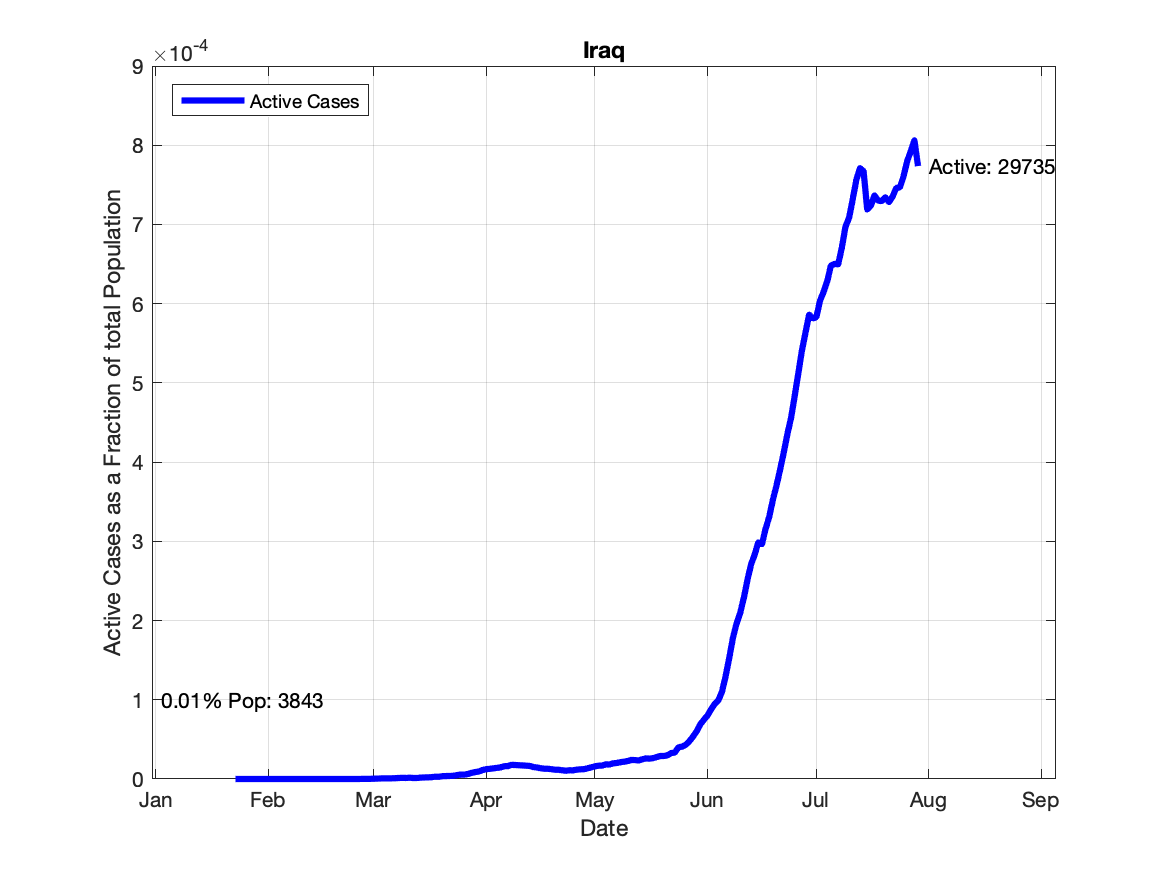 Iraq
×10-4
9
Active Cases
8
Active: 29735
7
6
5
4
3
2
1
0.01% Pop: 3843
0
Active Cases as a Fraction of total Population
Jan Feb Mar Apr May Jun Jul Aug Sep
Date